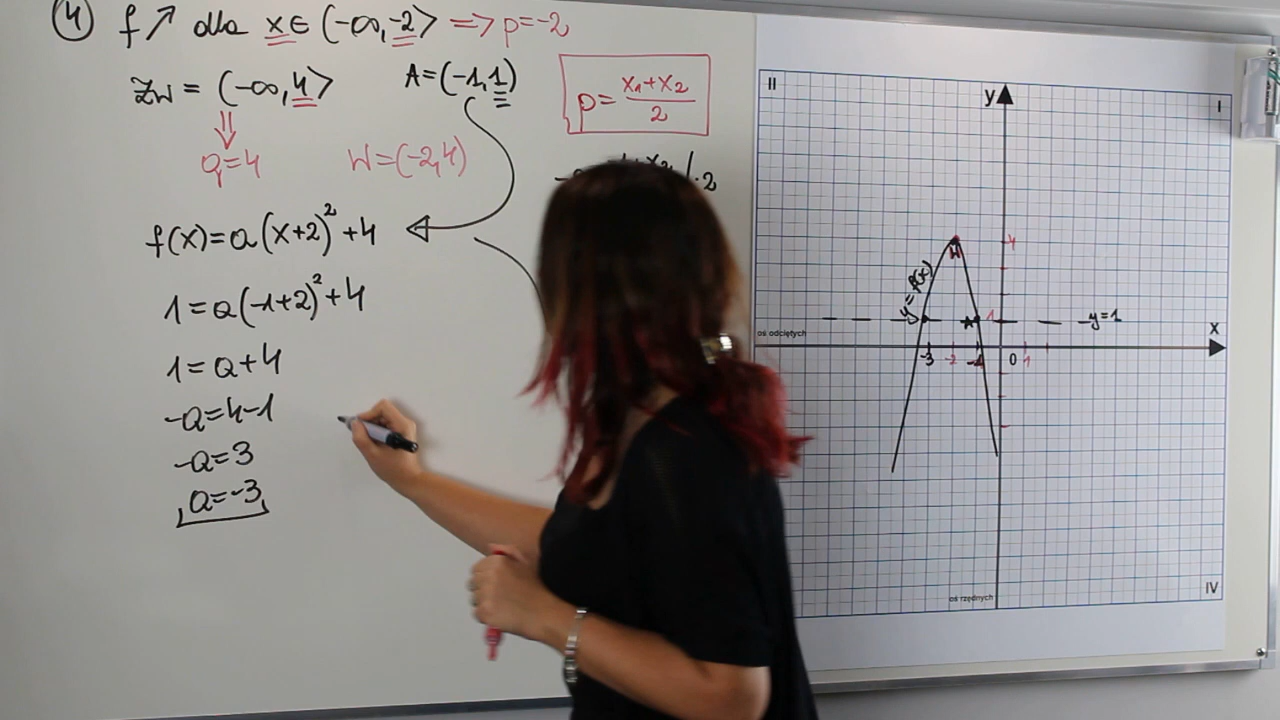 4 f↗ dla x∈(-∞,-2> => p=-2
ZW = (-∞,4> A=(-1,1)
p= x₁+x₂ / 2
q=4 W=(-2,4)
/·2
f(x)=a(x+2)²+4
1=a(-1+2)²+4
1=a+4
-a=4-1
-a=3
a=-3
II y I
4
W
y=f(x)
A 1 y=1
oś odciętych x
-3 -2 -1 0 1
oś rzędnych IV